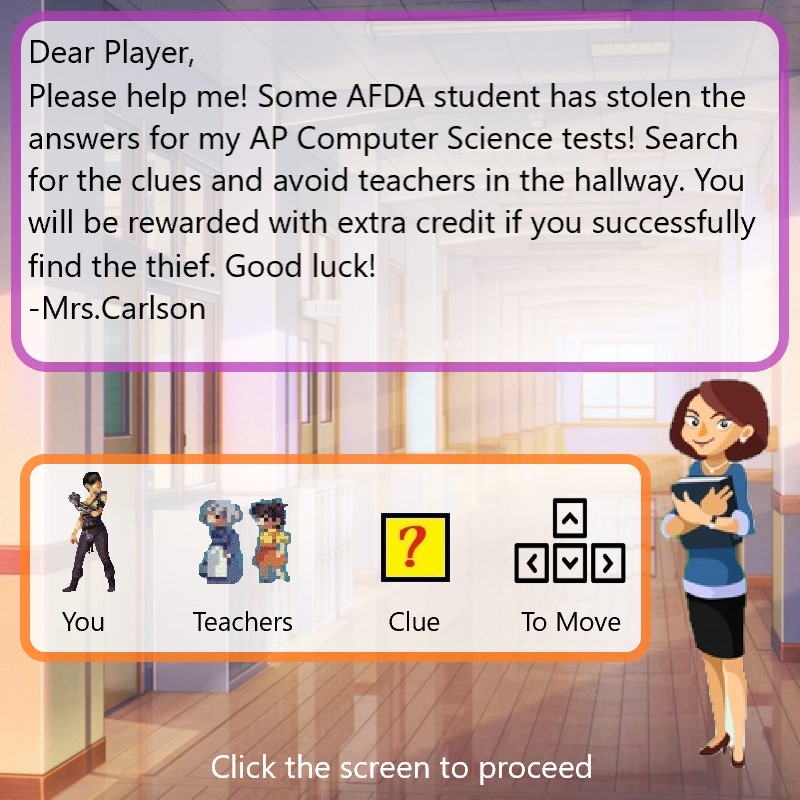 Dear Player,
Please help me! Some AFDA student has stolen the
answers for my AP Computer Science tests! Search
for the clues and avoid teachers in the hallway. You
will be rewarded with extra credit if you successfully
find the thief. Good luck!
-Mrs.Carlson
?
You Teachers Clue To Move
Click the screen to proceed